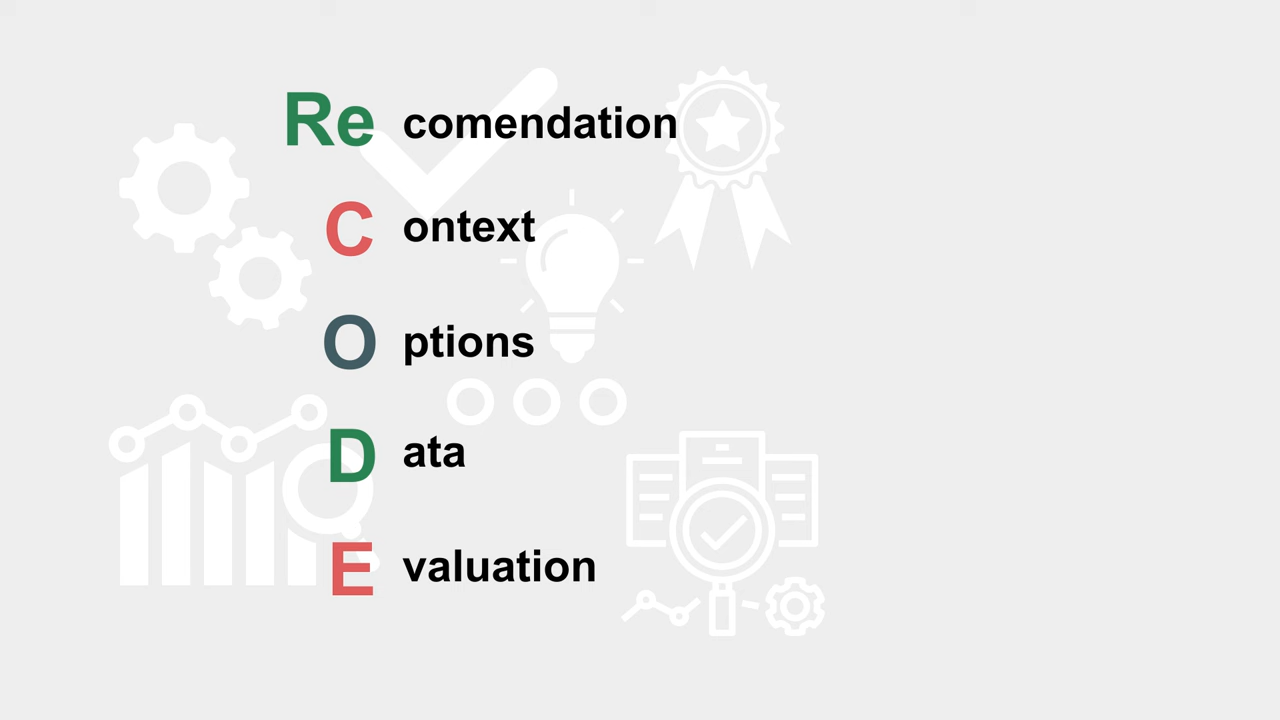 Re comendation
C ontext
O ptions
D ata
E valuation